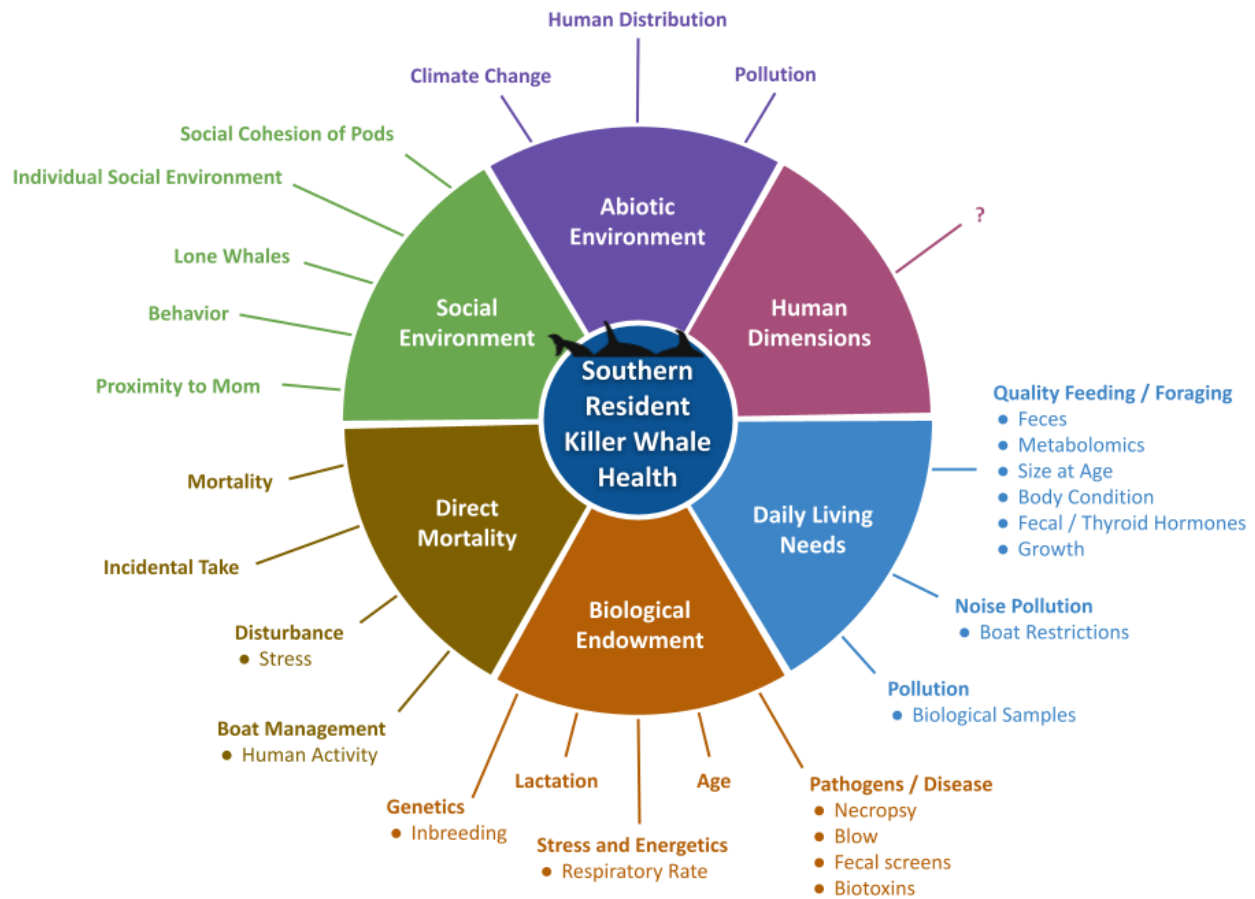 Human Distribution
Climate Change
Pollution
Social Cohesion of Pods
Individual Social Environment
Lone Whales
Behavior
Proximity to Mom
Abiotic
Environment
?
Social
Environment
Human
Dimensions
Southern
Resident
Killer Whale
Health
Quality Feeding / Foraging
● Feces
● Metabolomics
● Size at Age
● Body Condition
● Fecal / Thyroid Hormones
● Growth
Mortality
Incidental Take
Direct
Mortality
Daily Living
Needs
Disturbance
● Stress
Biological
Endowment
Noise Pollution
● Boat Restrictions
Pollution
● Biological Samples
Boat Management
● Human Activity
Genetics
● Inbreeding
Lactation
Stress and Energetics
● Respiratory Rate
Age
Pathogens / Disease
● Necropsy
● Blow
● Fecal screens
● Biotoxins